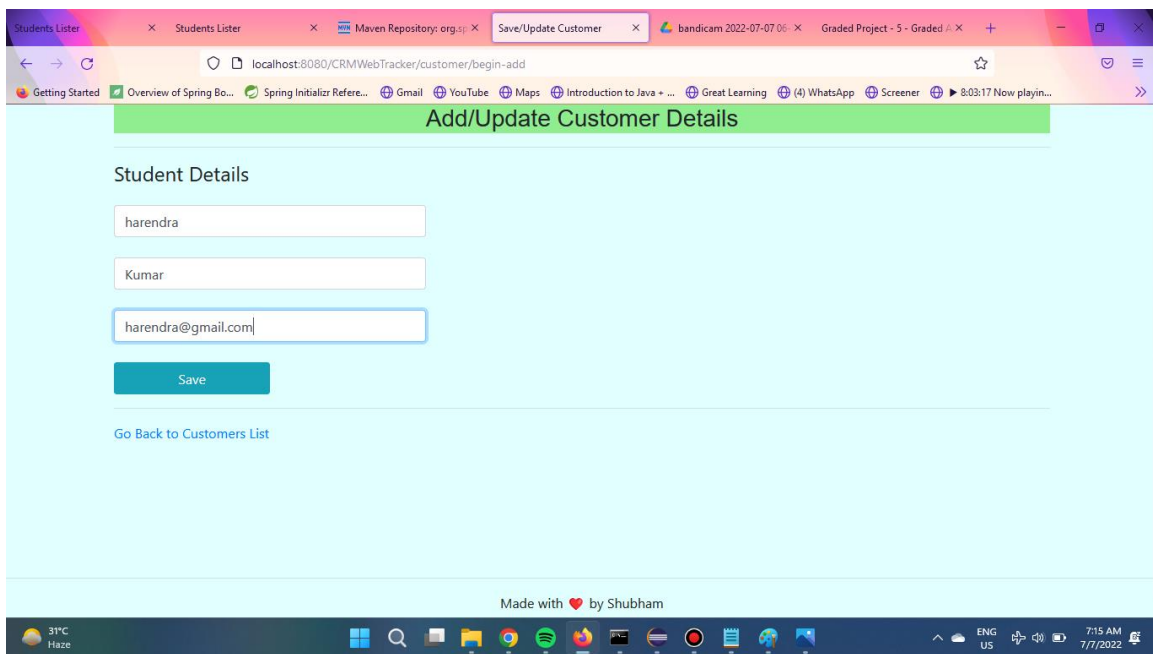 Students Lister
Students Lister
MVN Maven Repository: org.sp
Save/Update Customer
bandicam 2022-07-07 06-
Graded Project - 5 - Graded A
localhost:8080/CRMWebTracker/customer/begin-add
Getting Started Overview of Spring Bo... Spring Initializr Refere... Gmail YouTube Maps Introduction to Java + ... Great Learning (4) WhatsApp Screener ▶ 8:03:17 Now playin...
Add/Update Customer Details
Student Details
harendra
Kumar
harendra@gmail.com
Save
Go Back to Customers List
Made with ❤ by Shubham
31°C
Haze
ENG
US
7:15 AM
7/7/2022